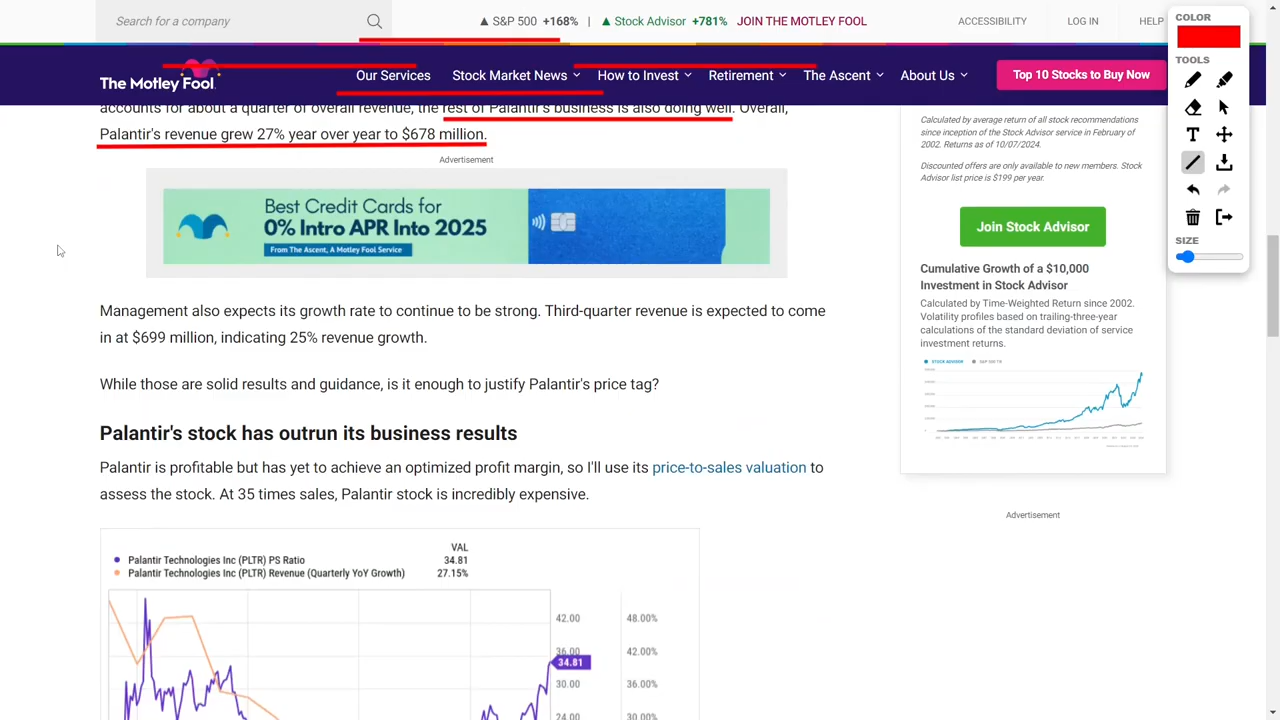 Search for a company
▲ S&P 500 +168% | ▲ Stock Advisor +781% JOIN THE MOTLEY FOOL
ACCESSIBILITY LOG IN HELP
The Motley Fool
Our Services Stock Market News How to Invest Retirement The Ascent About Us
Top 10 Stocks to Buy Now
COLOR
TOOLS
T
SIZE
accounts for about a quarter of overall revenue, the rest of Palantir's business is also doing well. Overall,
Palantir's revenue grew 27% year over year to $678 million.
Advertisement
Best Credit Cards for
0% Intro APR Into 2025
From The Ascent, A Motley Fool Service
Management also expects its growth rate to continue to be strong. Third-quarter revenue is expected to come
in at $699 million, indicating 25% revenue growth.
While those are solid results and guidance, is it enough to justify Palantir's price tag?
Palantir's stock has outrun its business results
Palantir is profitable but has yet to achieve an optimized profit margin, so I'll use its price-to-sales valuation to
assess the stock. At 35 times sales, Palantir stock is incredibly expensive.
VAL
Palantir Technologies Inc (PLTR) PS Ratio 34.81
Palantir Technologies Inc (PLTR) Revenue (Quarterly YoY Growth) 27.15%
42.00 48.00%
36.00 42.00%
34.81
30.00 36.00%
24.00 30.00%
Calculated by average return of all stock recommendations
since inception of the Stock Advisor service in February of
2002. Returns as of 10/07/2024.
Discounted offers are only available to new members. Stock
Advisor list price is $199 per year.
Join Stock Advisor
Cumulative Growth of a $10,000
Investment in Stock Advisor
Calculated by Time-Weighted Return since 2002.
Volatility profiles based on trailing-three-year
calculations of the standard deviation of service
investment returns.
STOCK ADVISOR
Advertisement